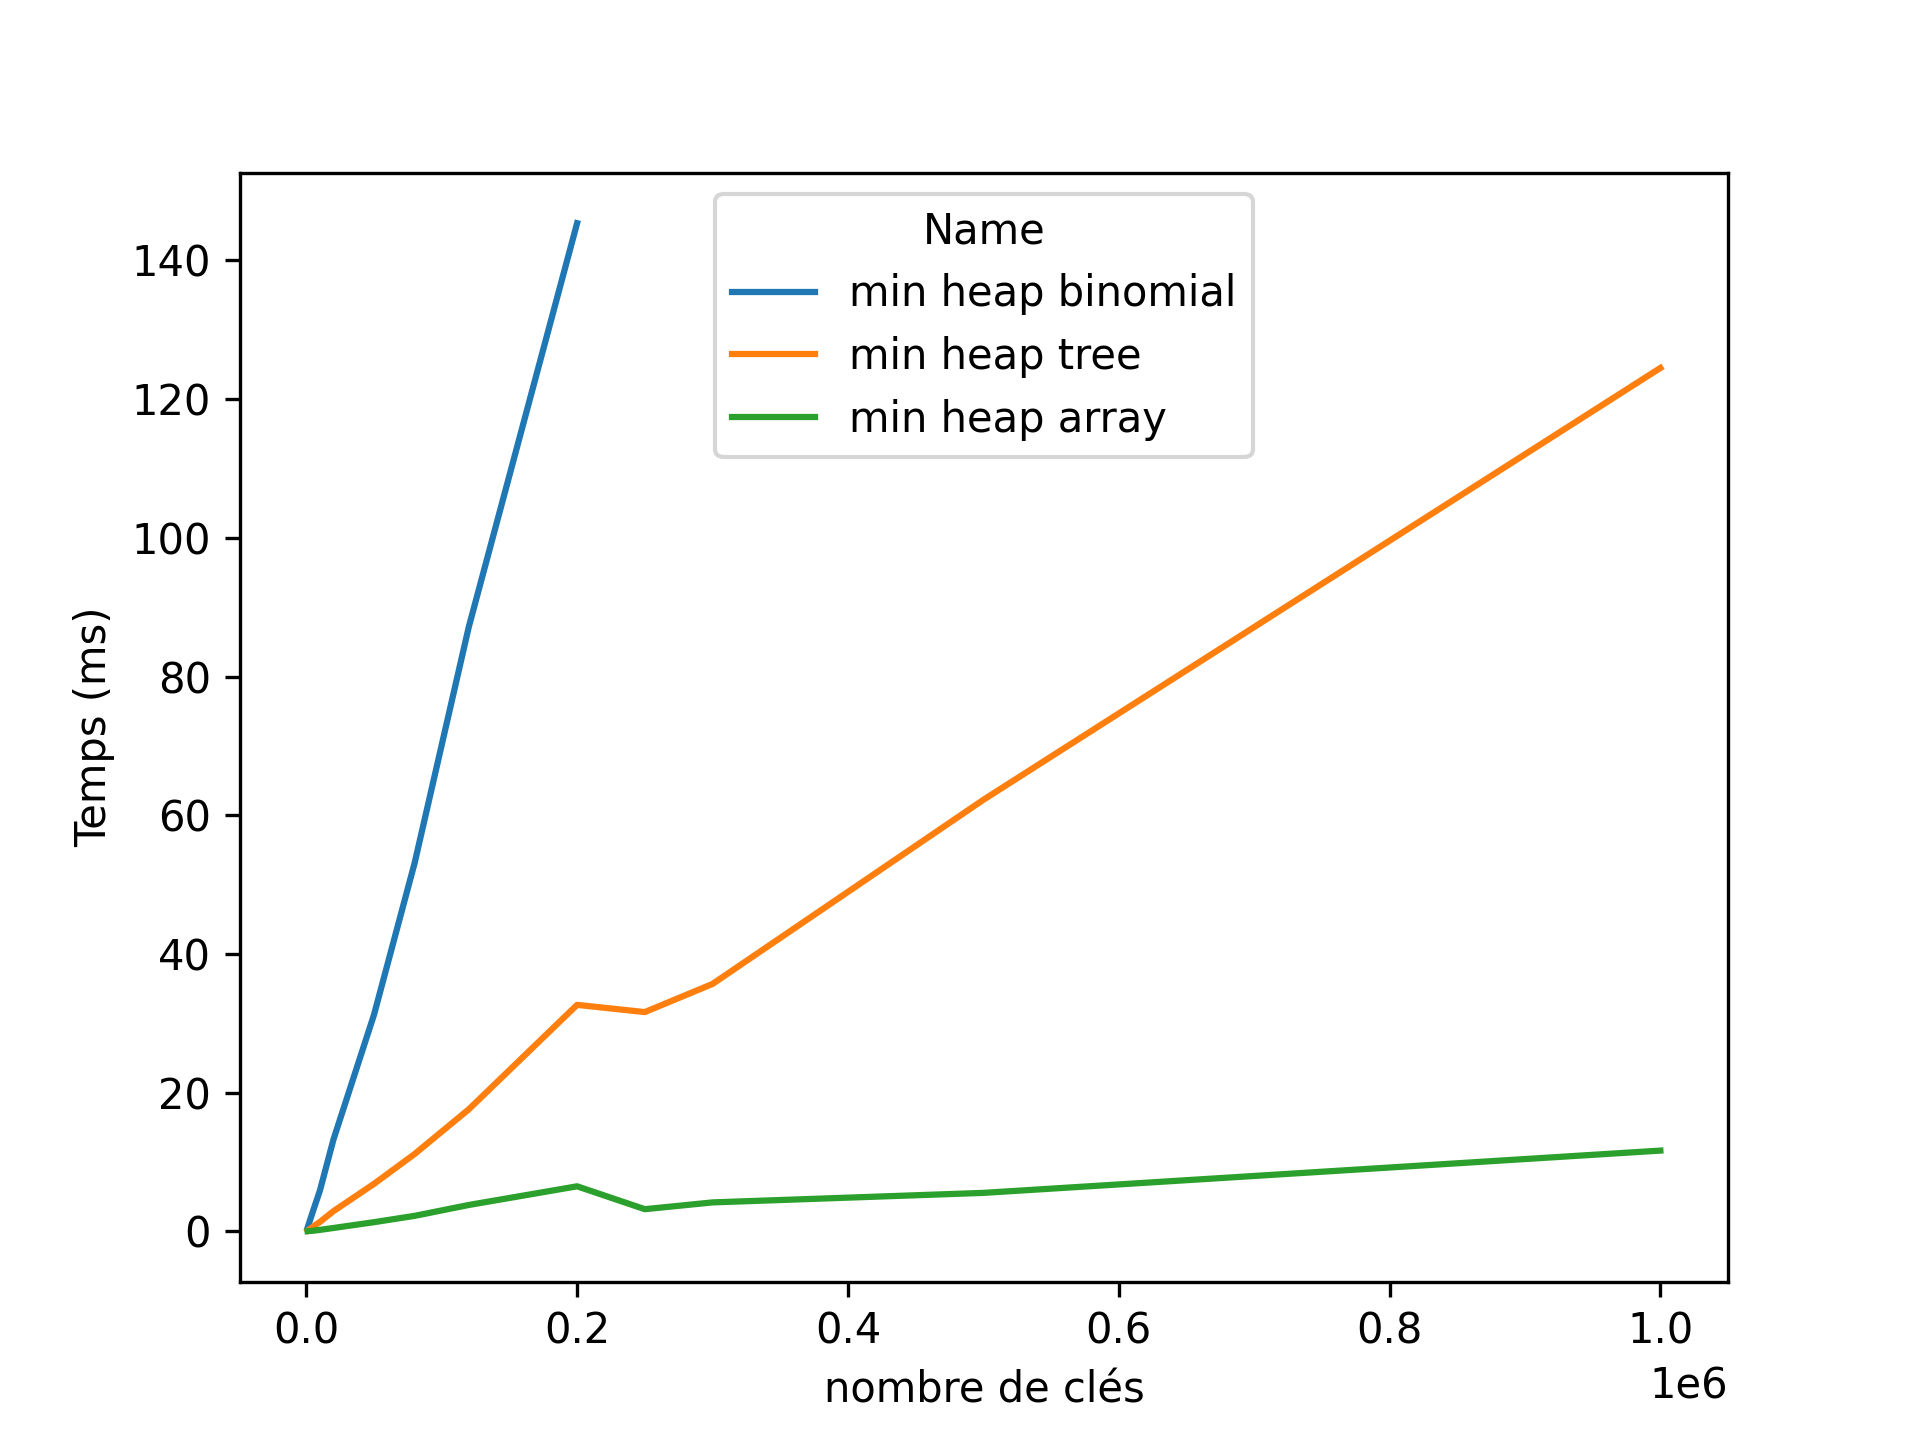 Name
min heap binomial
min heap tree
min heap array
140
120
100
80
60
40
20
0
Temps (ms)
0.0 0.2 0.4 0.6 0.8 1.0
1e6
nombre de clés